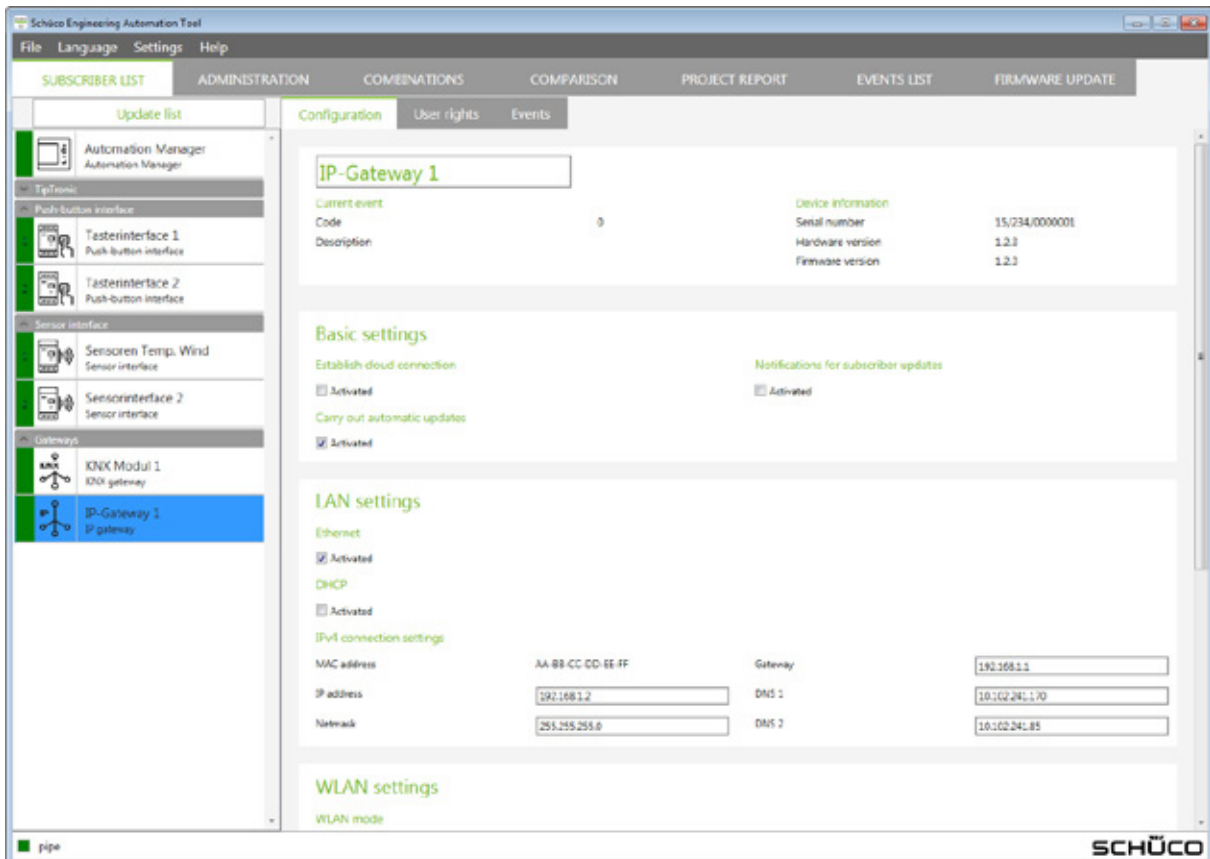 Schüco Engineering Automation Tool
File Language Settings Help
SUBSCRIBER LIST ADMINISTRATION COMBINATIONS COMPARISON PROJECT REPORT EVENTS LIST FIRMWARE UPDATE
Update list
Automation Manager
Automation Manager
TipTronic
Push-button interface
Tasterinterface 1
Push-button interface
Tasterinterface 2
Push-button interface
Sensor interface
Sensoren Temp. Wind
Sensor interface
Sensorinterface 2
Sensor interface
Gateways
KNX
KNX Modul 1
KNX gateway
IP
IP-Gateway 1
IP gateway
Configuration User rights Events
IP-Gateway 1
Current event Device information
Code 0 Serial number 15/234/0000001
Description Hardware version 1.2.3
Firmware version 1.2.3
Basic settings
Establish cloud connection Notifications for subscriber updates
Activated Activated
Carry out automatic updates
Activated
LAN settings
Ethernet
Activated
DHCP
Activated
IPv4 connection settings
MAC address AA-BB-CC-DD-EE-FF Gateway 192.168.1.1
IP address 192.168.1.2 DNS 1 10.102.241.170
Netmask 255.255.255.0 DNS 2 10.102.241.85
WLAN settings
WLAN mode
pipe
SCHÜCO